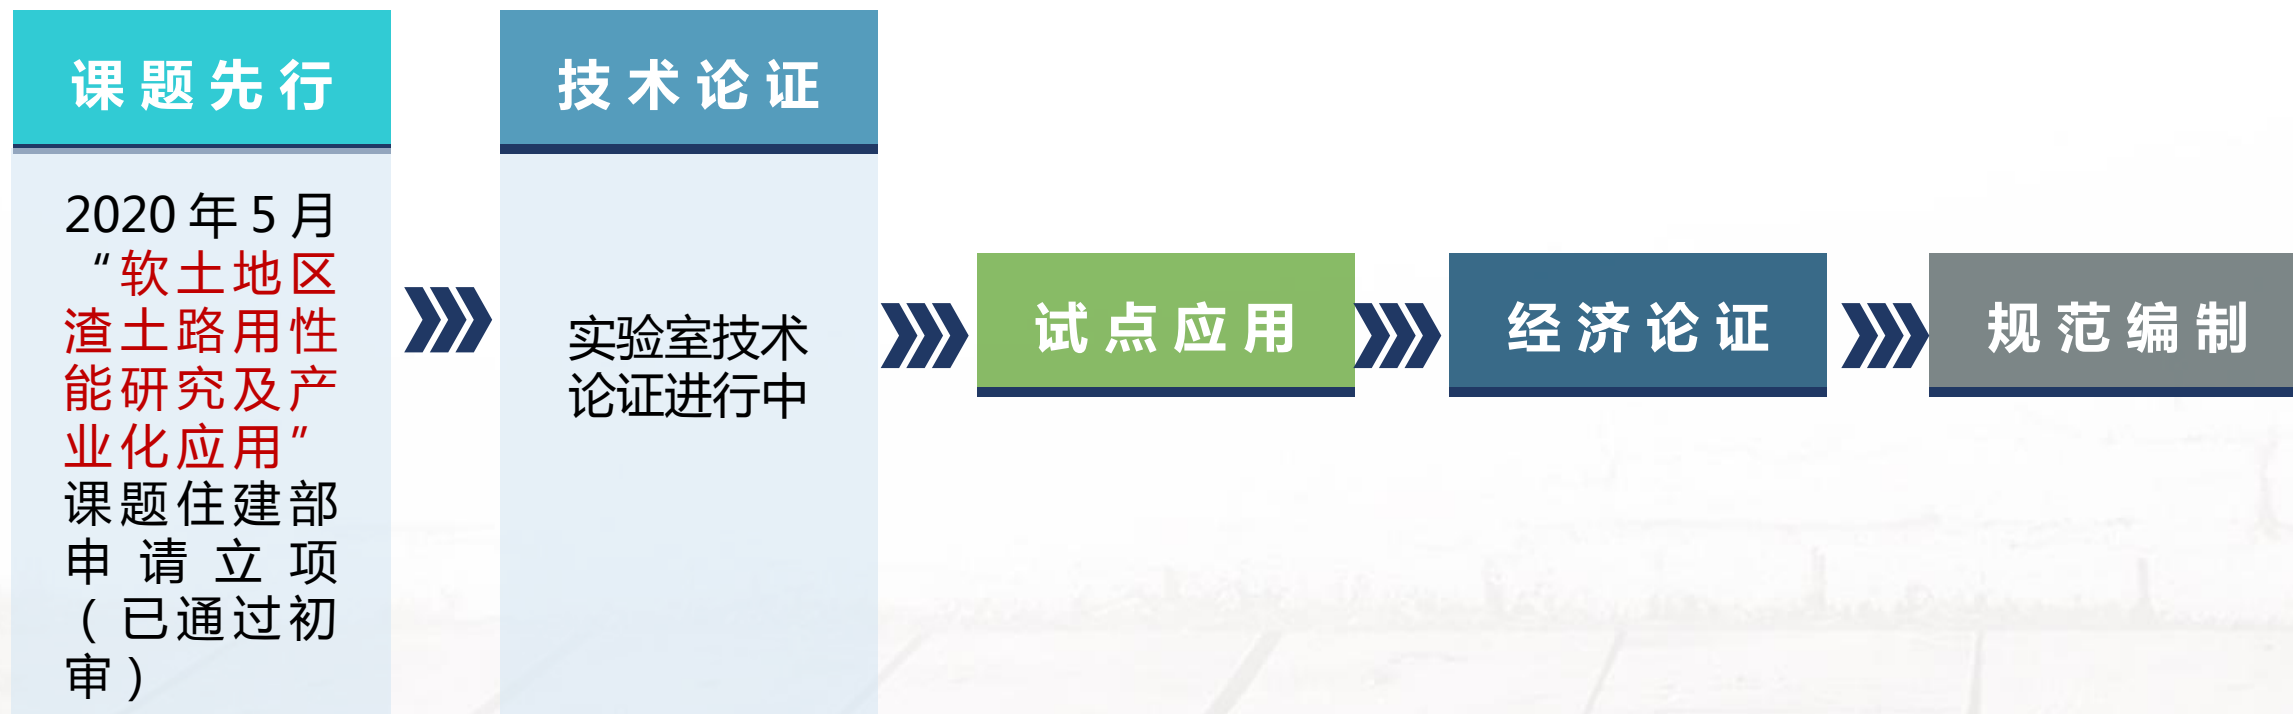 课题先行
2020年5月
“软土地区
渣土路用性
能研究及产
业化应用”
课题住建部
申请立项
（已通过初
审）
技术论证
实验室技术
论证进行中
试点应用
经济论证
规范编制